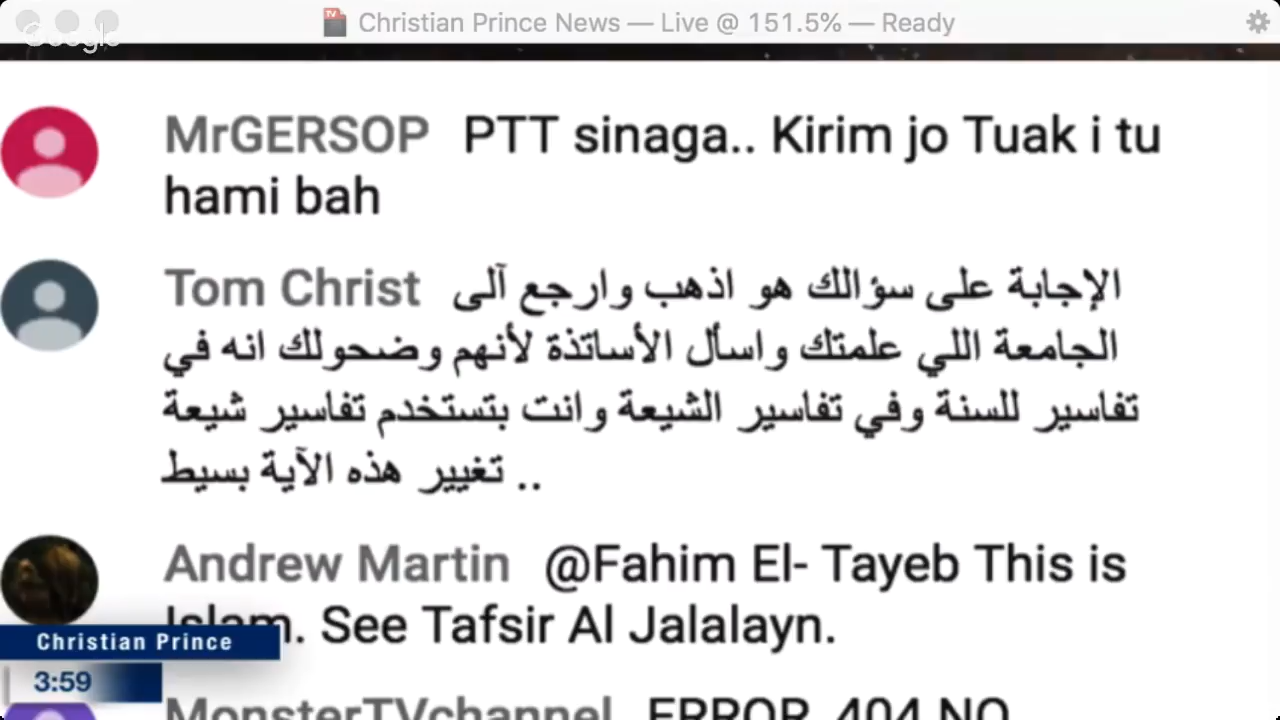 Christian Prince News — Live @ 151.5% — Ready
Google
MrGERSOP PTT sinaga.. Kirim jo Tuak i tu
hami bah
Tom Christ الإجابة على سؤالك هو اذهب وارجع آلى
الجامعة اللي علمتك واسأل الأساتذة لأنهم وضحولك انه في
تفاسير للسنة وفي تفاسير الشيعة وانت بتستخدم تفاسير شيعة
.. تغيير هذه الآية بسيط
Andrew Martin @Fahim El- Tayeb This is
Islam. See Tafsir Al Jalalayn.
Christian Prince
3:59
MonsterTVchannel ERROR 404 NO